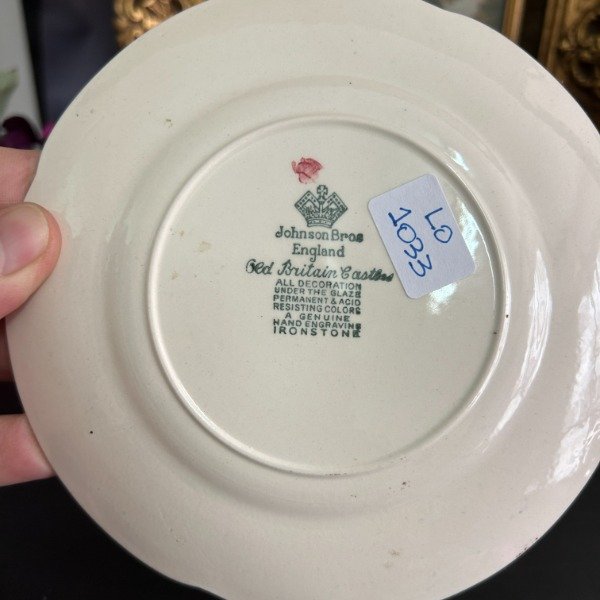 Johnson Bros
England
Old Britain Castles
ALL DECORATION
UNDER THE GLAZE
PERMANENT & ACID
RESISTING COLORS
A GENUINE
HAND ENGRAVING
IRONSTONE
LO
1033